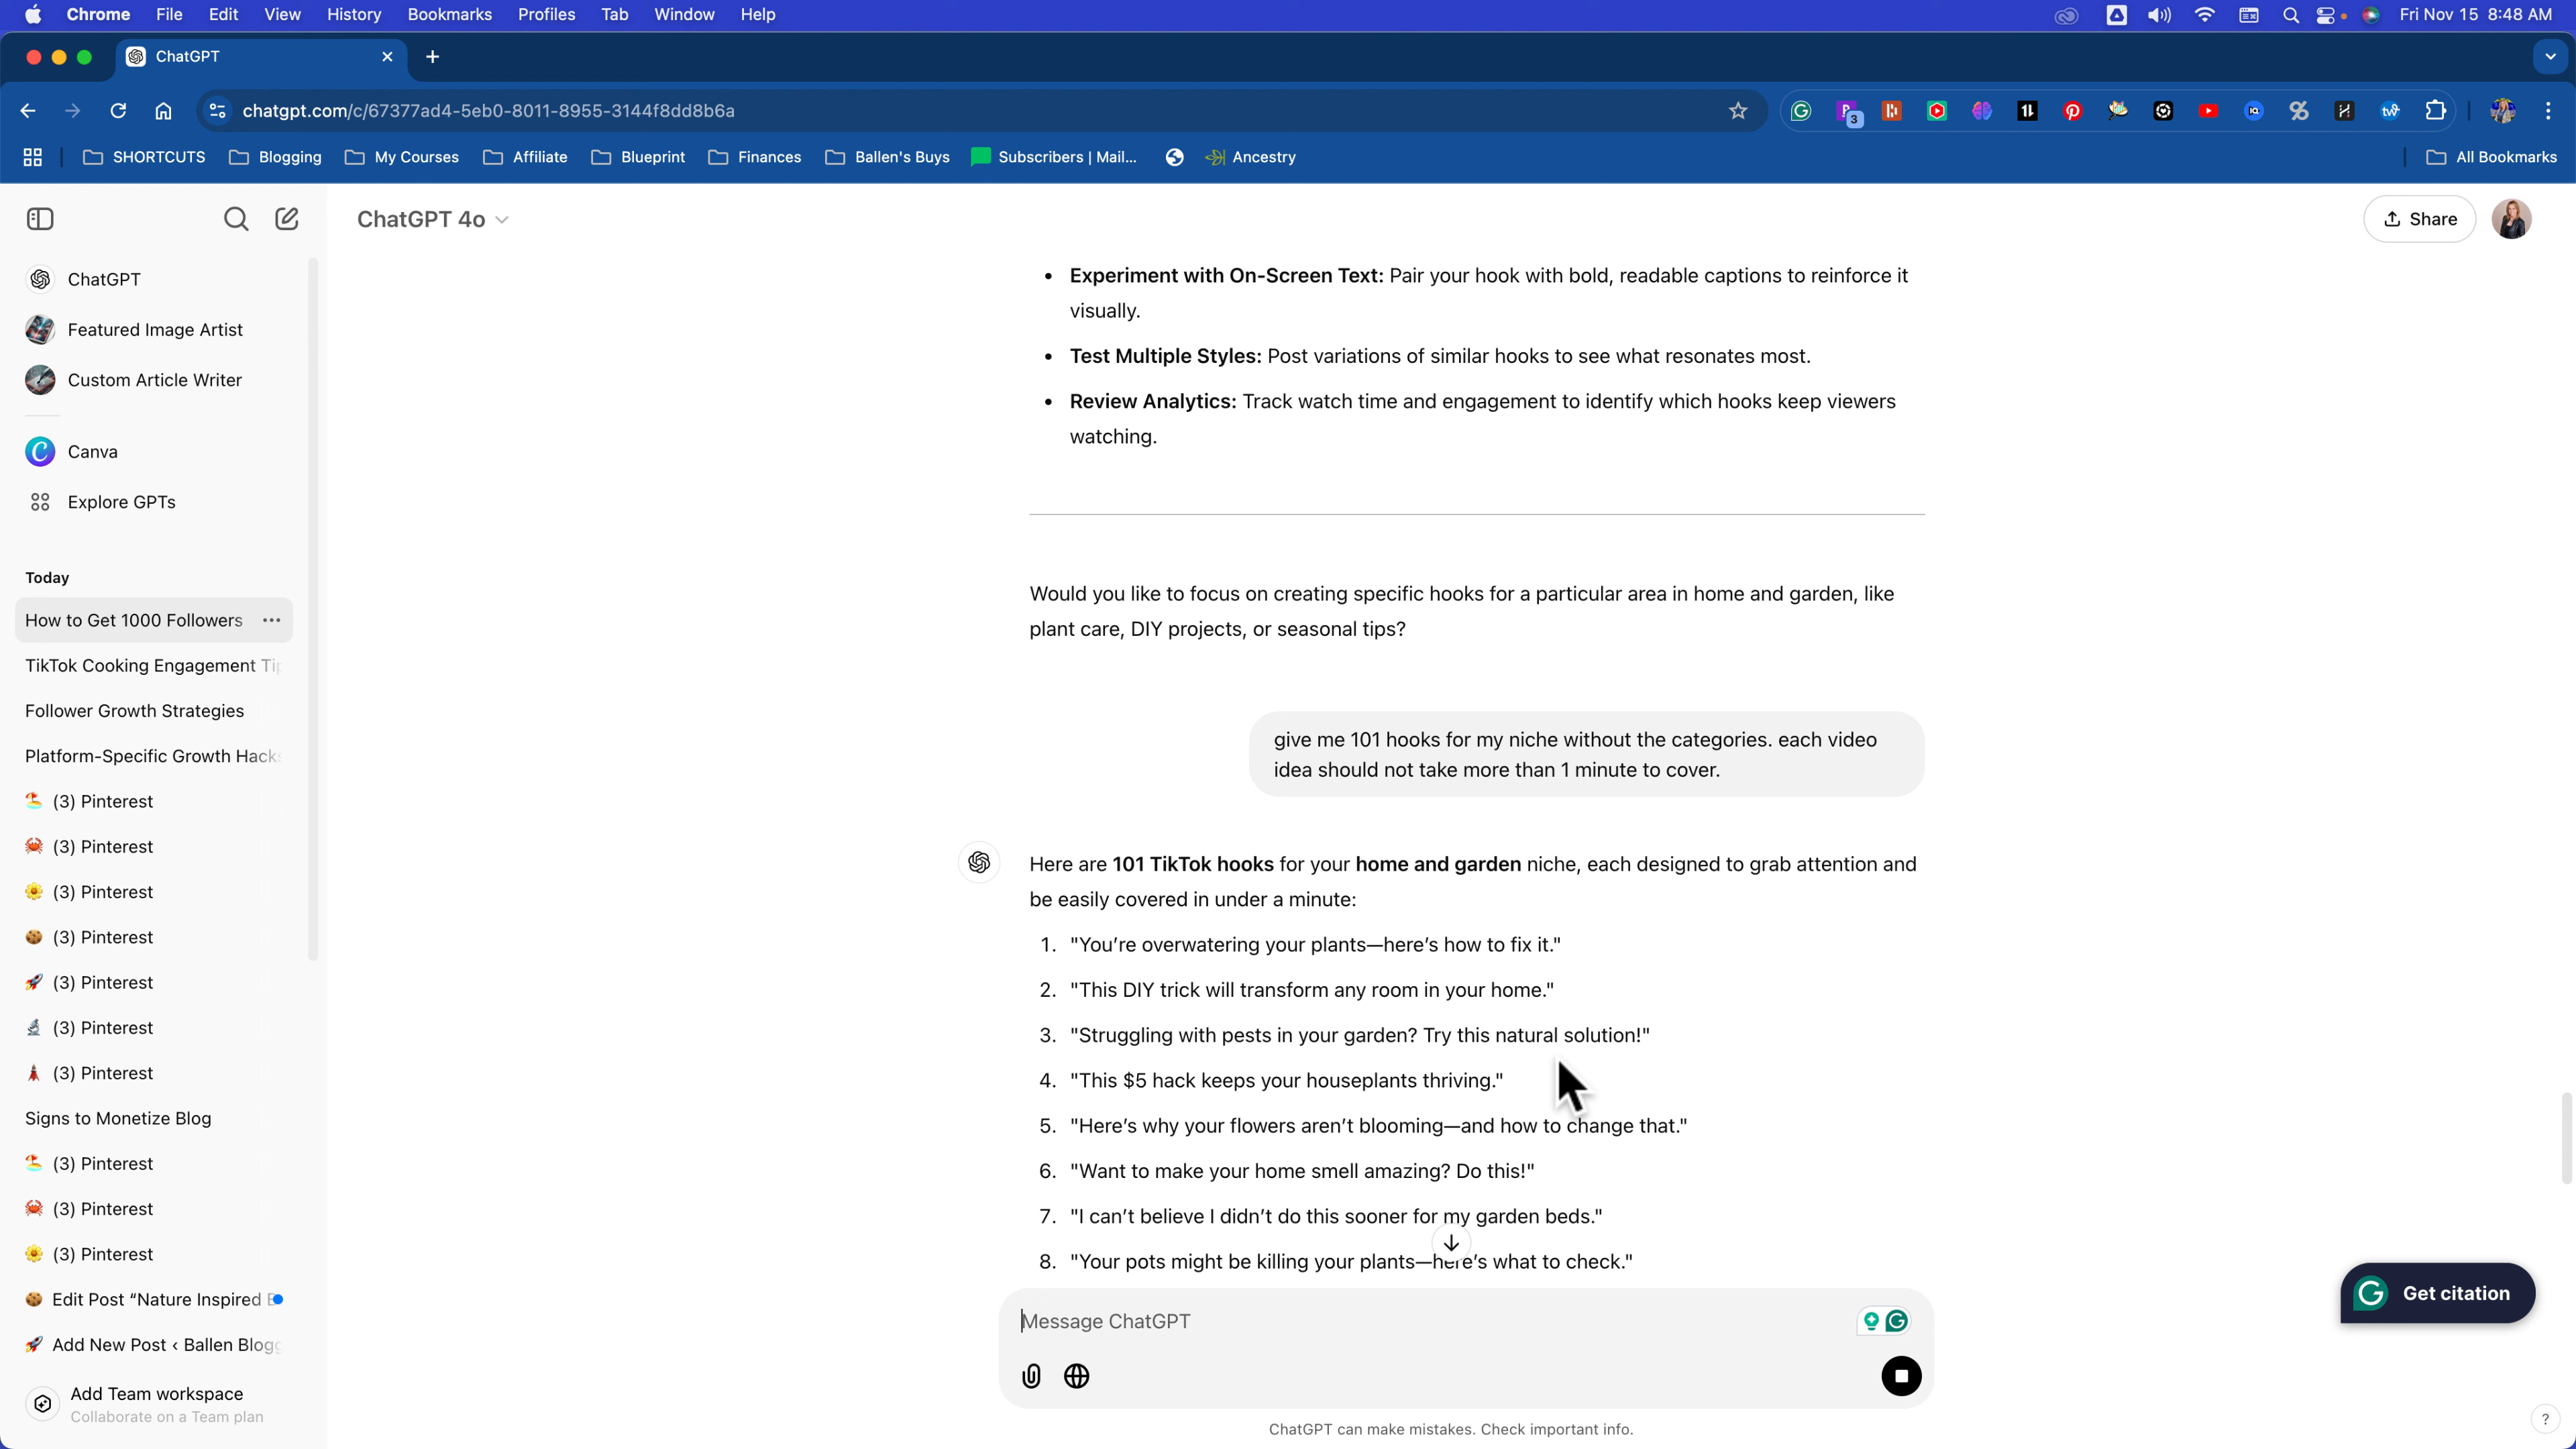 Chrome File Edit View History Bookmarks Profiles Tab Window Help Fri Nov 15 8:48 AM
ChatGPT
chatgpt.com/c/67377ad4-5eb0-8011-8955-3144f8dd8b6a 3
SHORTCUTS Blogging My Courses Affiliate Blueprint Finances Ballen's Buys Subscribers | Mail... Ancestry All Bookmarks
ChatGPT 4o
Share
ChatGPT
Featured Image Artist
Custom Article Writer
Canva
Explore GPTs
Today
How to Get 1000 Followers
TikTok Cooking Engagement Tip
Follower Growth Strategies
Platform-Specific Growth Hacks
(3) Pinterest
(3) Pinterest
(3) Pinterest
(3) Pinterest
(3) Pinterest
(3) Pinterest
(3) Pinterest
Signs to Monetize Blog
(3) Pinterest
(3) Pinterest
(3) Pinterest
Edit Post “Nature Inspired
Add New Post ‹ Ballen Blogg
Add Team workspace
Collaborate on a Team plan
• Experiment with On-Screen Text: Pair your hook with bold, readable captions to reinforce it
visually.
• Test Multiple Styles: Post variations of similar hooks to see what resonates most.
• Review Analytics: Track watch time and engagement to identify which hooks keep viewers
watching.
Would you like to focus on creating specific hooks for a particular area in home and garden, like
plant care, DIY projects, or seasonal tips?
give me 101 hooks for my niche without the categories. each video
idea should not take more than 1 minute to cover.
Here are 101 TikTok hooks for your home and garden niche, each designed to grab attention and
be easily covered in under a minute:
1. "You’re overwatering your plants—here’s how to fix it."
2. "This DIY trick will transform any room in your home."
3. "Struggling with pests in your garden? Try this natural solution!"
4. "This $5 hack keeps your houseplants thriving."
5. "Here’s why your flowers aren’t blooming—and how to change that."
6. "Want to make your home smell amazing? Do this!"
7. "I can’t believe I didn’t do this sooner for my garden beds."
8. "Your pots might be killing your plants—here’s what to check."
Message ChatGPT
Get citation
ChatGPT can make mistakes. Check important info.
?